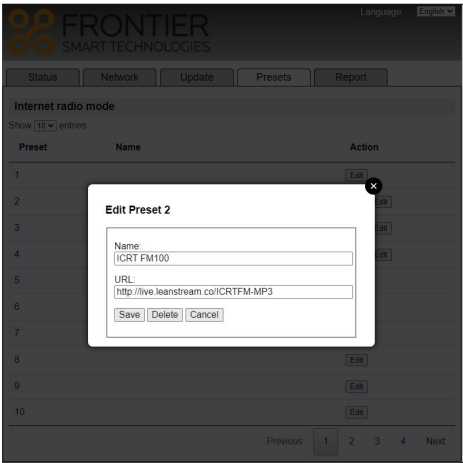 FRONTIER
SMART TECHNOLOGIES
Language English
Status Network Update Presets Report
Internet radio mode
Show 10 entries
Preset Name Action
1 Edit
×
2 Edit
Edit Preset 2
3 Edit
Name:
4 Edit
ICRT FM100
5
URL:
http://live.leanstream.co/ICRTFM-MP3
6
Save Delete Cancel
7
8 Edit
9 Edit
10 Edit
Previous 1 2 3 4 Next